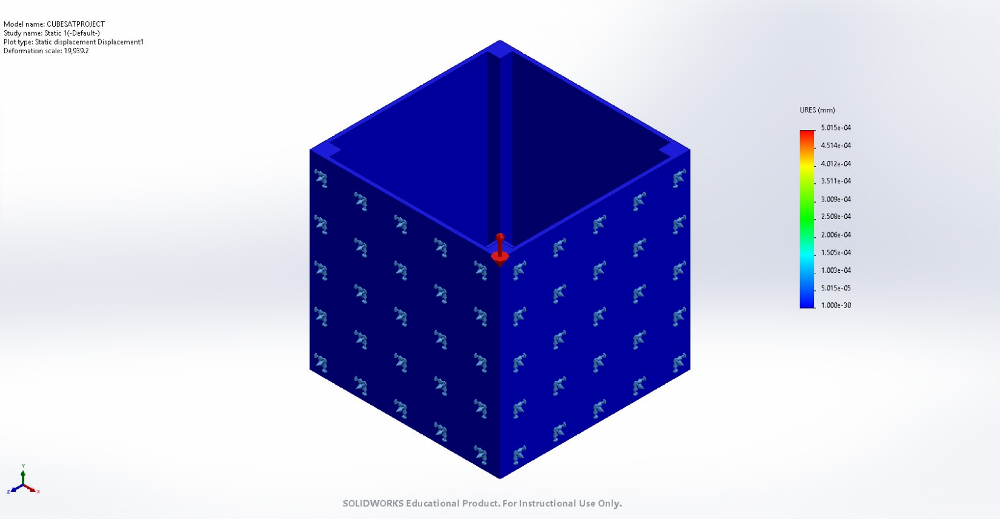 Model name: CUBESATPROJECT
Study name: Static 1(-Default-)
Plot type: Static displacement Displacement1
Deformation scale: 19,939.2
URES (mm)
5.015e-04
4.514e-04
4.012e-04
3.511e-04
3.009e-04
2.508e-04
2.006e-04
1.505e-04
1.003e-04
5.015e-05
1.000e-30
Y
Z
X
SOLIDWORKS Educational Product. For Instructional Use Only.